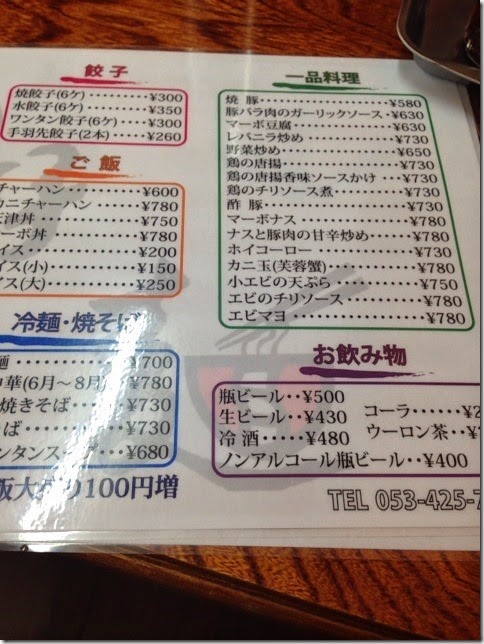 餃子
焼餃子(6ケ)・・・・・・・¥300
水餃子(6ケ)・・・・・・・¥350
ワンタン餃子(6ケ)・・・・¥300
手羽先餃子(2本)・・・・・¥260
ご飯
チャーハン・・・・・・・・¥600
カニチャーハン・・・・・・¥780
天津丼・・・・・・・・・・¥750
ーボ丼・・・・・・・・・・¥780
イス・・・・・・・・・・・¥200
イス(小)・・・・・・・・・¥150
イス(大)・・・・・・・・・¥250
冷麺・焼そば
麺・・・・・・・・・・・・¥700
中華(6月〜8月)・・¥780
焼きそば・・・・・¥730
ば・・・・・・・・¥730
ンタンスープ・・・¥680
飯大盛り100円増
一品料理
焼豚・・・・・・・・・・・¥580
豚バラ肉のガーリックソース・¥630
マーボ豆腐・・・・・・・・¥630
レバニラ炒め・・・・・・・¥730
野菜炒め・・・・・・・・・¥650
鶏の唐揚・・・・・・・・・¥730
鶏の唐揚香味ソースかけ・・¥730
鶏のチリソース煮・・・・・¥730
酢豚・・・・・・・・・・・¥730
マーボナス・・・・・・・・¥780
ナスと豚肉の甘辛炒め・・・¥780
ホイコーロー・・・・・・・¥730
カニ玉(芙蓉蟹)・・・・・・¥780
小エビの天ぷら・・・・・・¥750
エビのチリソース・・・・・¥780
エビマヨ・・・・・・・・・¥780
お飲み物
瓶ビール・・¥500
生ビール・・¥430
冷酒・・・・・¥480
ノンアルコール瓶ビール・・¥400
コーラ・・・・・¥2
ウーロン茶・・¥
TEL 053-425-7